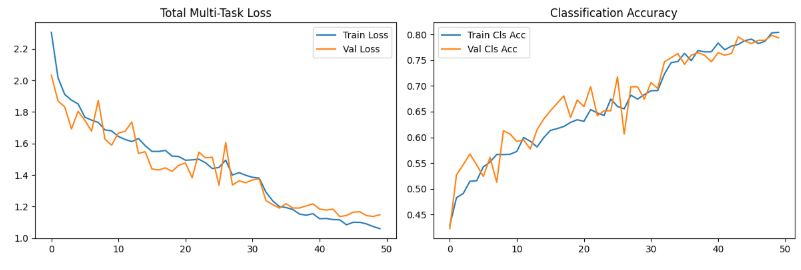 Total Multi-Task Loss
Train Loss
Val Loss
2.2
2.0
1.8
1.6
1.4
1.2
1.0
0 10 20 30 40 50
Classification Accuracy
Train Cls Acc
Val Cls Acc
0.80
0.75
0.70
0.65
0.60
0.55
0.50
0.45
0 10 20 30 40 50